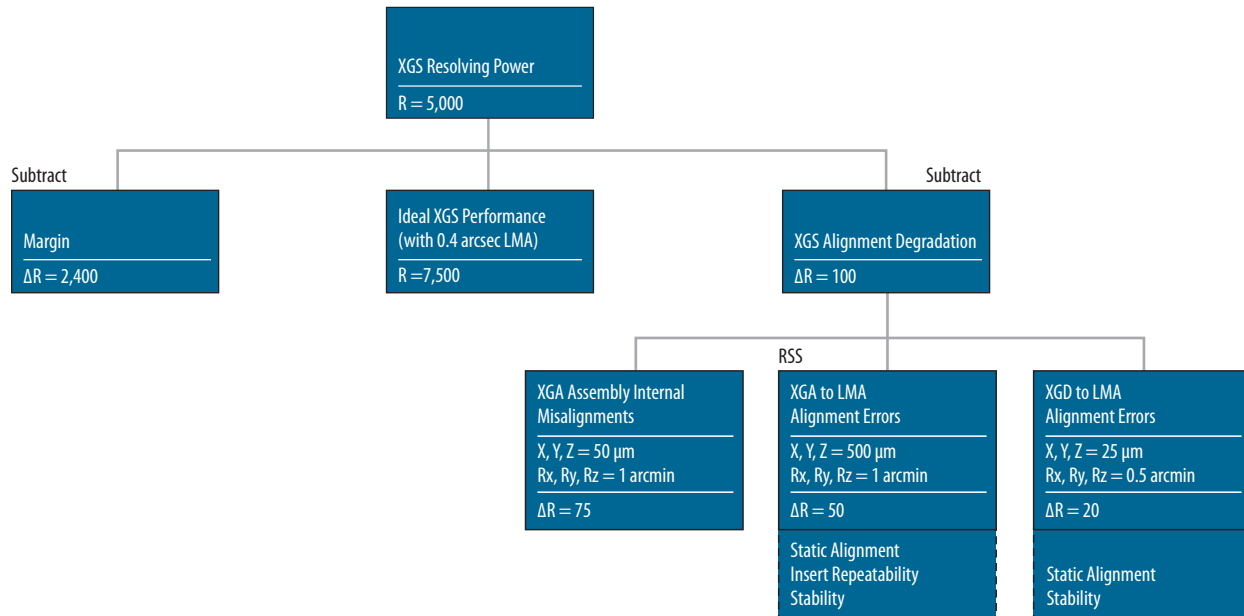 XGS Resolving Power
R = 5,000
Subtract
Margin
ΔR = 2,400
Ideal XGS Performance
(with 0.4 arcsec LMA)
R =7,500
Subtract
XGS Alignment Degradation
ΔR = 100
RSS
XGA Assembly Internal
Misalignments
X, Y, Z = 50 μm
Rx, Ry, Rz = 1 arcmin
ΔR = 75
XGA to LMA
Alignment Errors
X, Y, Z = 500 μm
Rx, Ry, Rz = 1 arcmin
ΔR = 50
Static Alignment
Insert Repeatability
Stability
XGD to LMA
Alignment Errors
X, Y, Z = 25 μm
Rx, Ry, Rz = 0.5 arcmin
ΔR = 20
Static Alignment
Stability